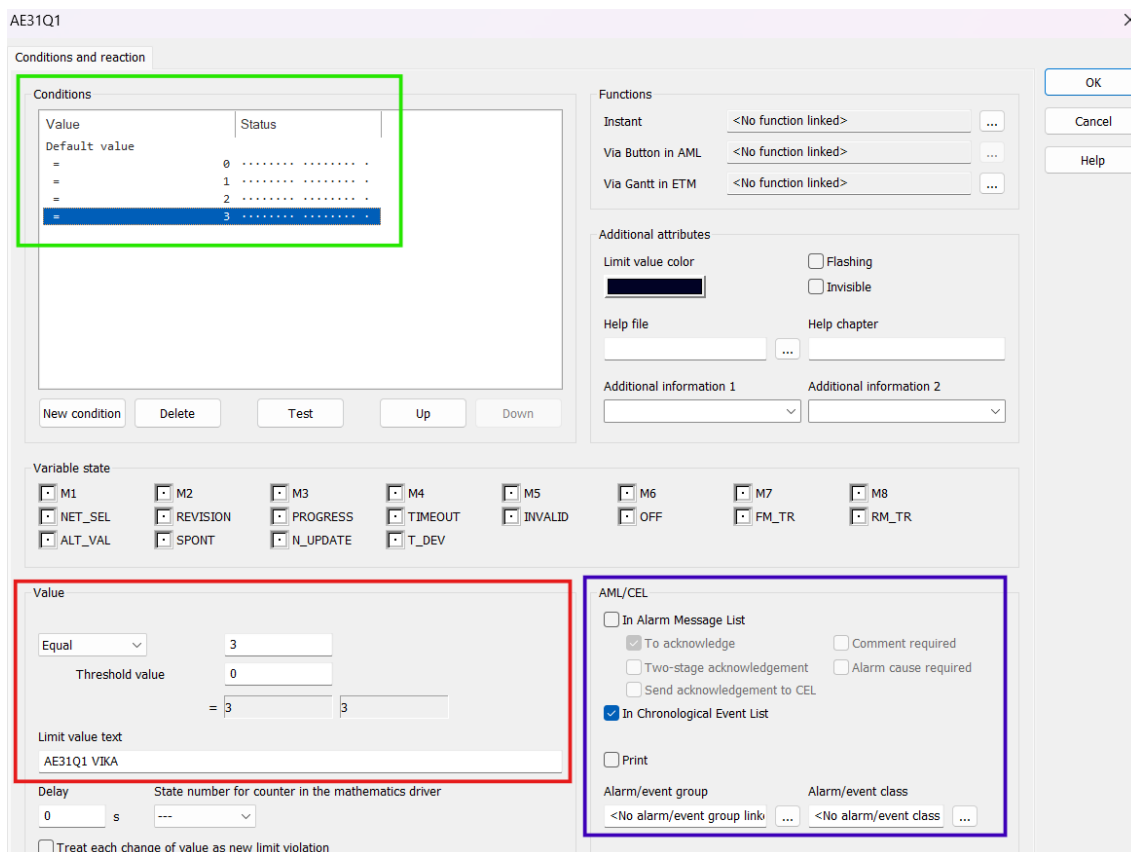 AE31Q1
Conditions and reaction
OK
Cancel
Help
Conditions
Value Status
Default value
= 0 ········ ········ ·
= 1 ········ ········ ·
= 2 ········ ········ ·
= 3 ········ ········ ·
New condition Delete Test Up Down
Functions
Instant <No function linked> ...
Via Button in AML <No function linked> ...
Via Gantt in ETM <No function linked> ...
Additional attributes
Limit value color Flashing
Invisible
Help file Help chapter
...
Additional information 1 Additional information 2
Variable state
M1 M2 M3 M4 M5 M6 M7 M8
NET_SEL REVISION PROGRESS TIMEOUT INVALID OFF FM_TR RM_TR
ALT_VAL SPONT N_UPDATE T_DEV
Value
Equal 3
Threshold value 0
= 3 3
Limit value text
AE31Q1 VIKA
Delay State number for counter in the mathematics driver
0 s ---
Treat each change of value as new limit violation
AML/CEL
In Alarm Message List
To acknowledge Comment required
Two-stage acknowledgement Alarm cause required
Send acknowledgement to CEL
In Chronological Event List
Print
Alarm/event group Alarm/event class
<No alarm/event group link ... <No alarm/event class ...